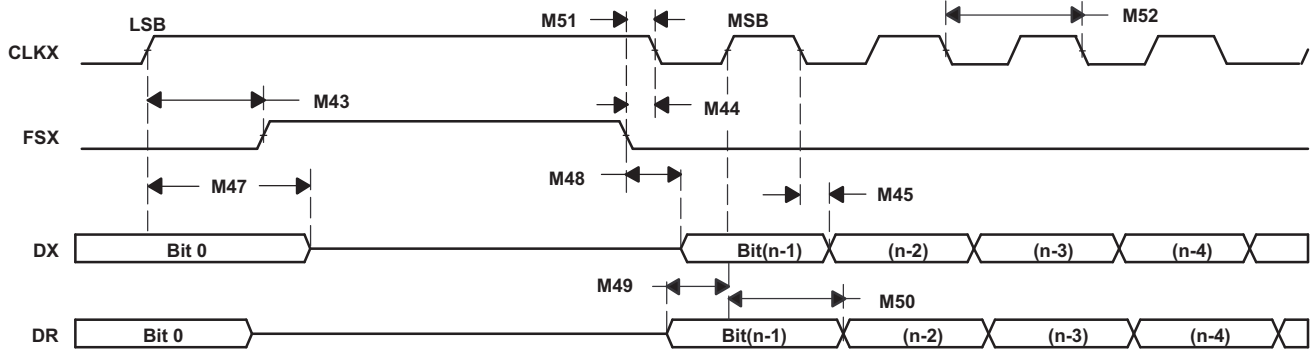 LSB M51 MSB M52
CLKX
M43 M44
FSX
M47 M48 M45
DX Bit 0 Bit(n-1) (n-2) (n-3) (n-4)
M49 M50
DR Bit 0 Bit(n-1) (n-2) (n-3) (n-4)